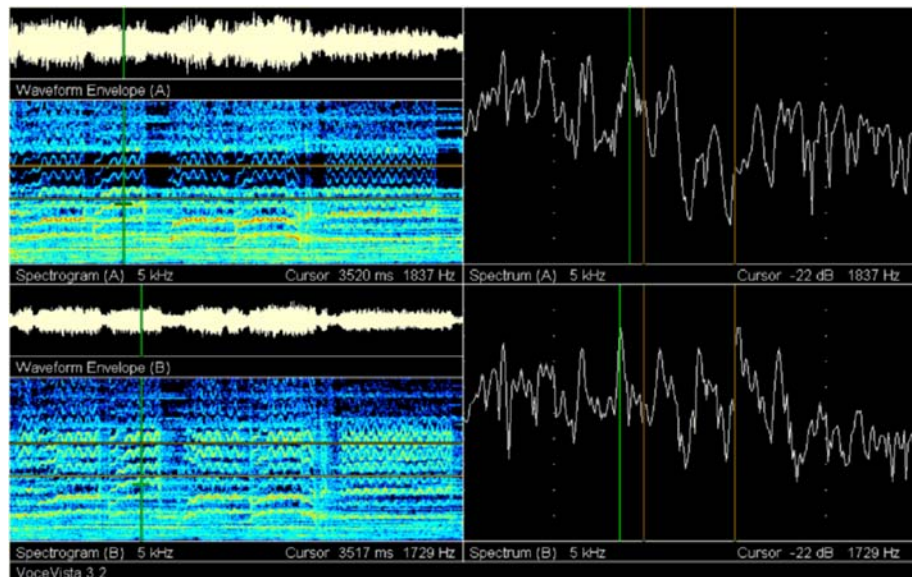 Waveform Envelope (A)
Spectrogram (A) 5 kHz Cursor 3520 ms 1837 Hz
Spectrum (A) 5 kHz Cursor -22 dB 1837 Hz
Waveform Envelope (B)
Spectrogram (B) 5 kHz Cursor 3517 ms 1729 Hz
Spectrum (B) 5 kHz Cursor -22 dB 1729 Hz
VoceVista 3.2